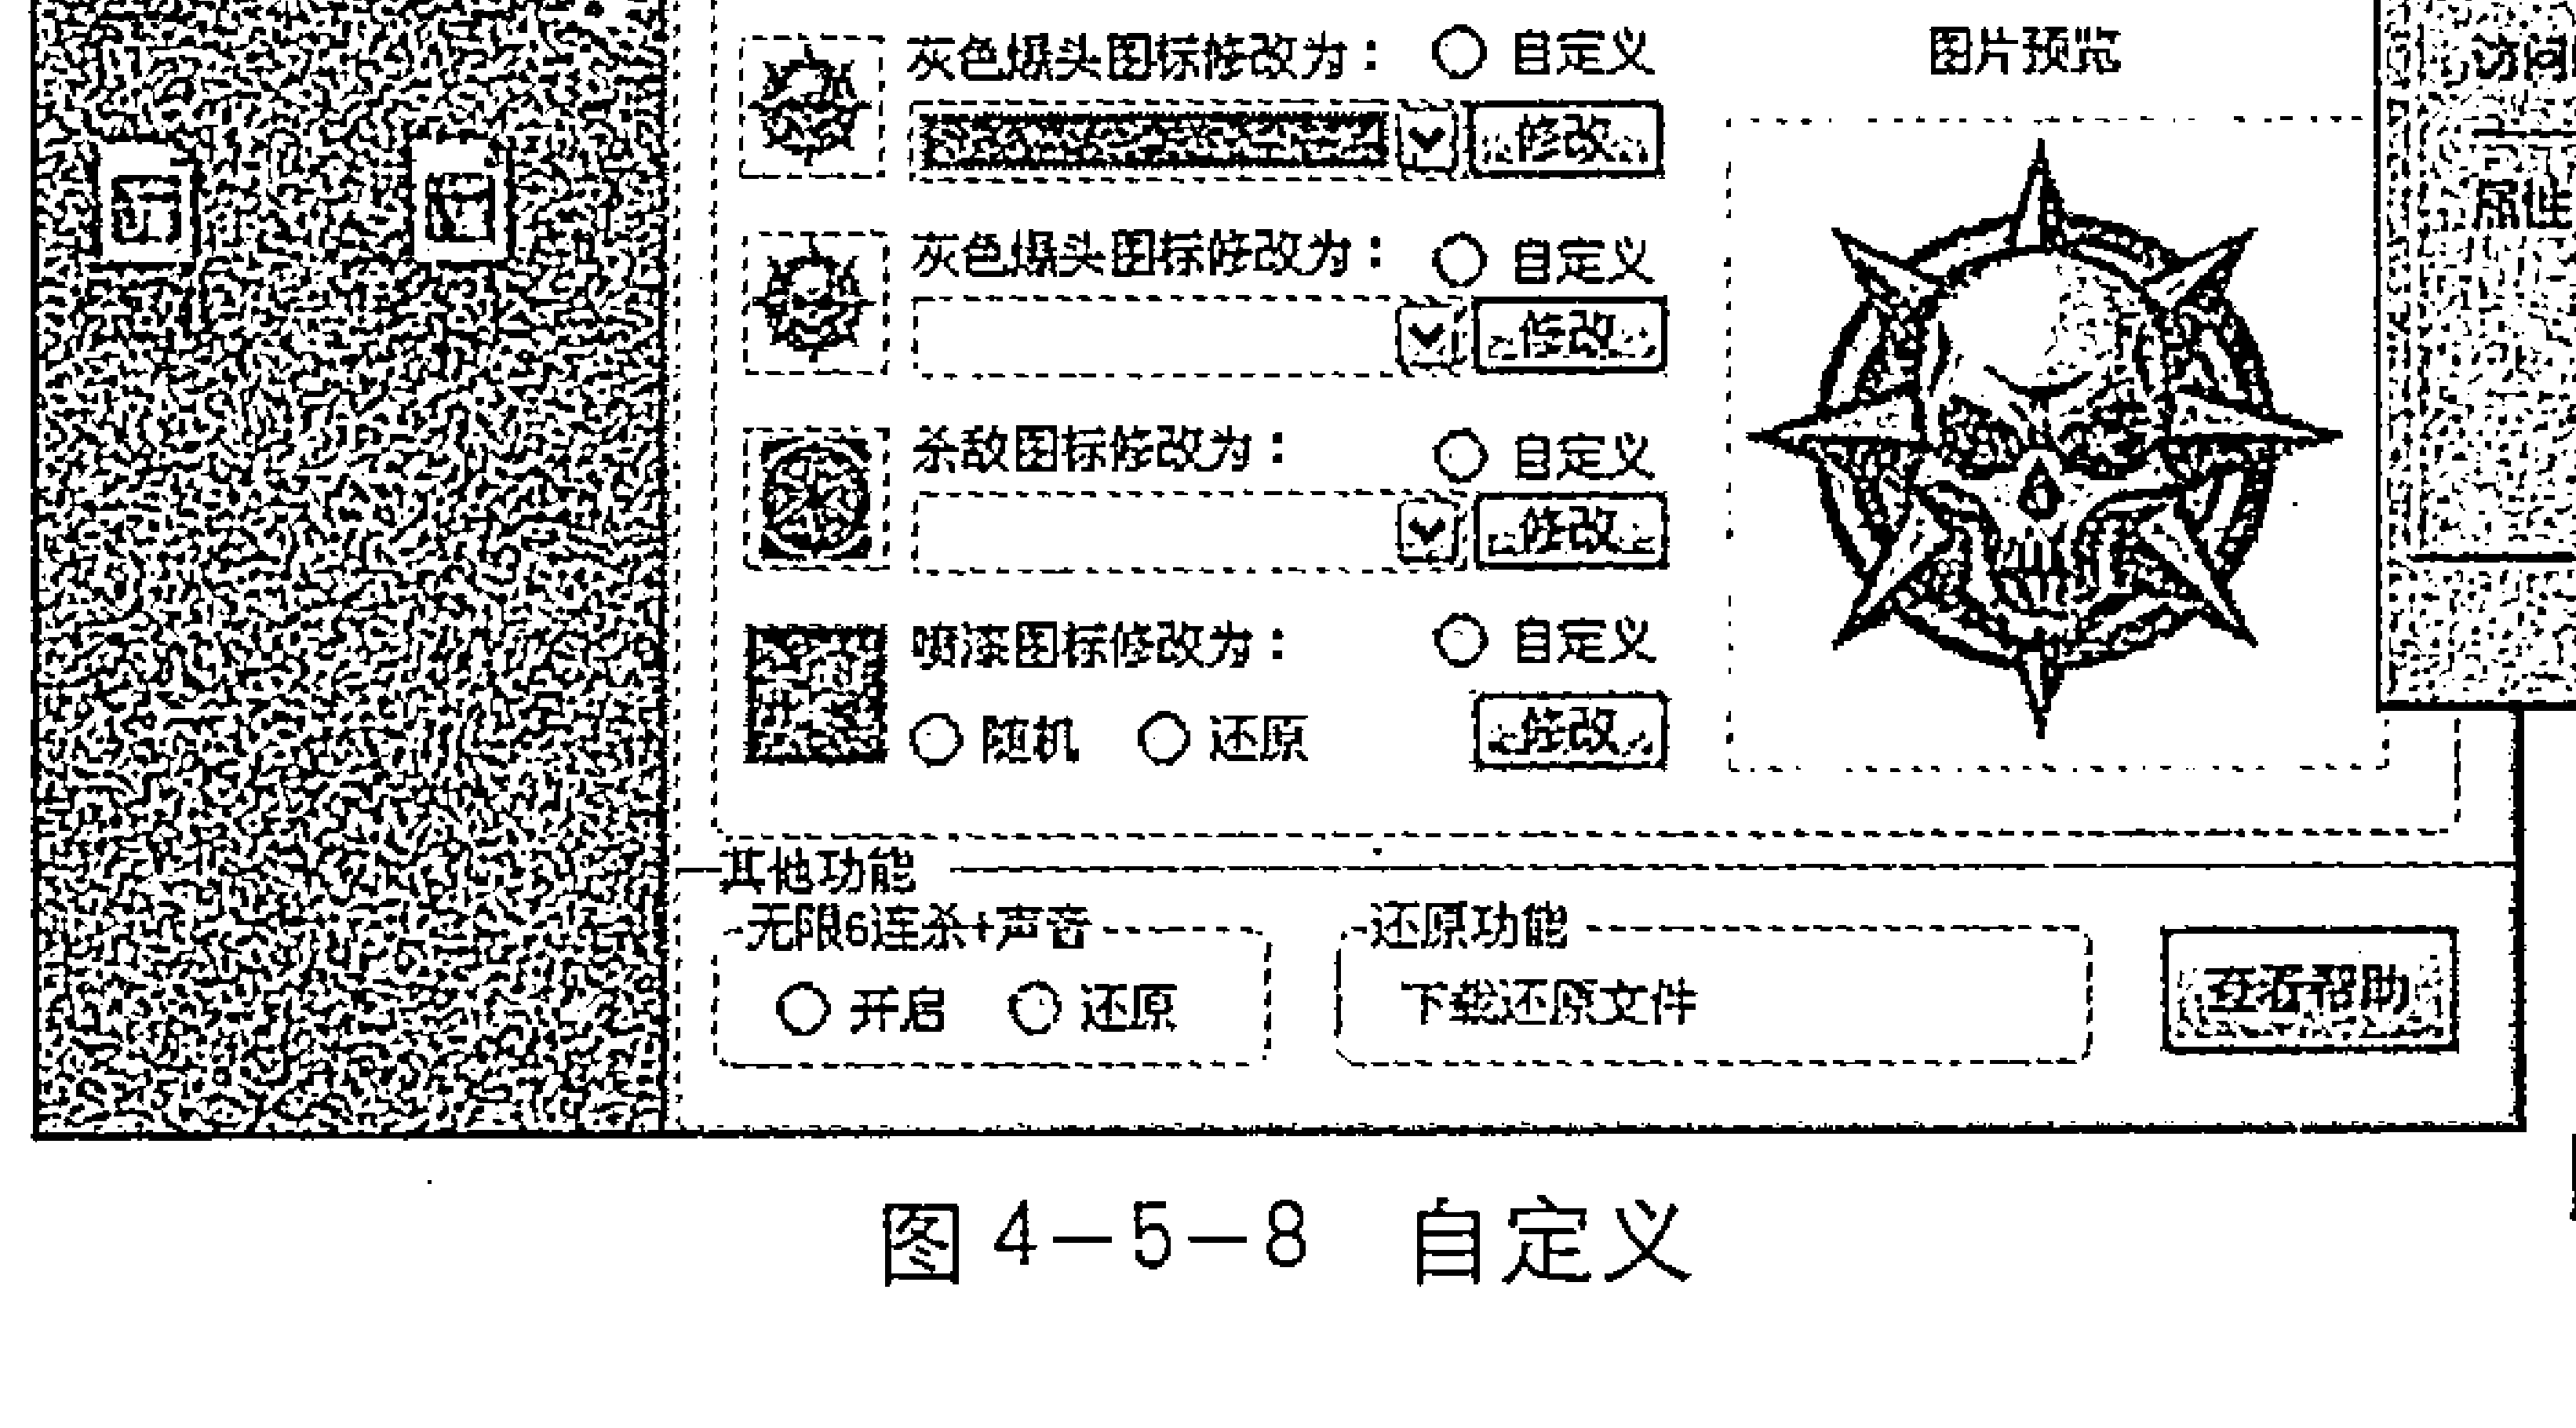 灰色爆头图标修改为： 自定义
修改
灰色爆头图标修改为： 自定义
修改
杀敌图标修改为： 自定义
修改
喷漆图标修改为： 自定义
随机 还原 修改
图片预览
访问
属性
其他功能
无限6连杀+声音
开启 还原
还原功能
下载还原文件
查看帮助
图4-5-8 自定义